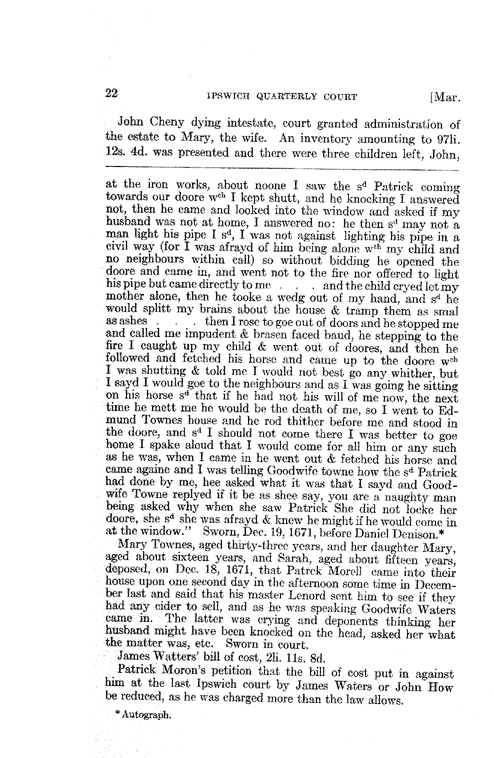 22 IPSWICH QUARTERLY COURT [Mar.
John Cheny dying intestate, court granted administration of
the estate to Mary, the wife. An inventory amounting to 97li.
12s. 4d. was presented and there were three children left, John,
at the iron works, about noone I saw the sᵈ Patrick coming
towards our doore wᶜʰ I kept shutt, and he knocking I answered
not, then he came and looked into the window and asked if my
husband was not at home, I answered no: he then sᵈ may not a
man light his pipe I sᵈ, I was not against lighting his pipe in a
civil way (for I was afrayd of him being alone wᵗʰ my child and
no neighbours within call) so without bidding he opened the
doore and came in, and went not to the fire nor offered to light
his pipe but came directly to me . . . and the child cryed let my
mother alone, then he tooke a wedg out of my hand, and sᵈ he
would splitt my brains about the house & tramp them as smal
as ashes . . . then I rose to goe out of doors and he stopped me
and called me impudent & brasen faced baud, he stepping to the
fire I caught up my child & went out of doores, and then he
followed and fetched his horse and came up to the doore wᶜʰ
I was shutting & told me I would not best go any whither, but
I sayd I would goe to the neighbours and as I was going he sitting
on his horse sᵈ that if he had not his will of me now, the next
time he mett me he would be the death of me, so I went to Ed-
mund Townes house and he rod thither before me and stood in
the doore, and sᵈ I should not come there I was better to goe
home I spake aloud that I would come for all him or any such
as he was, when I came in he went out & fetched his horse and
came againe and I was telling Goodwife towne how the sᵈ Patrick
had done by me, hee asked what it was that I sayd and Good-
wife Towne replyed if it be as shee say, you are a naughty man
being asked why when she saw Patrick She did not locke her
doore, she sᵈ she was afrayd & knew he might if he would come in
at the window." Sworn, Dec. 19, 1671, before Daniel Denison.*
Mary Townes, aged thirty-three years, and her daughter Mary,
aged about sixteen years, and Sarah, aged about fifteen years,
deposed, on Dec. 18, 1671, that Patrck Morell came into their
house upon one second day in the afternoon some time in Decem-
ber last and said that his master Lenord sent him to see if they
had any cider to sell, and as he was speaking Goodwife Waters
came in. The latter was crying and deponents thinking her
husband might have been knocked on the head, asked her what
the matter was, etc. Sworn in court.
James Watters' bill of cost, 2li. 11s. 8d.
Patrick Moron's petition that the bill of cost put in against
him at the last Ipswich court by James Waters or John How
be reduced, as he was charged more than the law allows.
* Autograph.